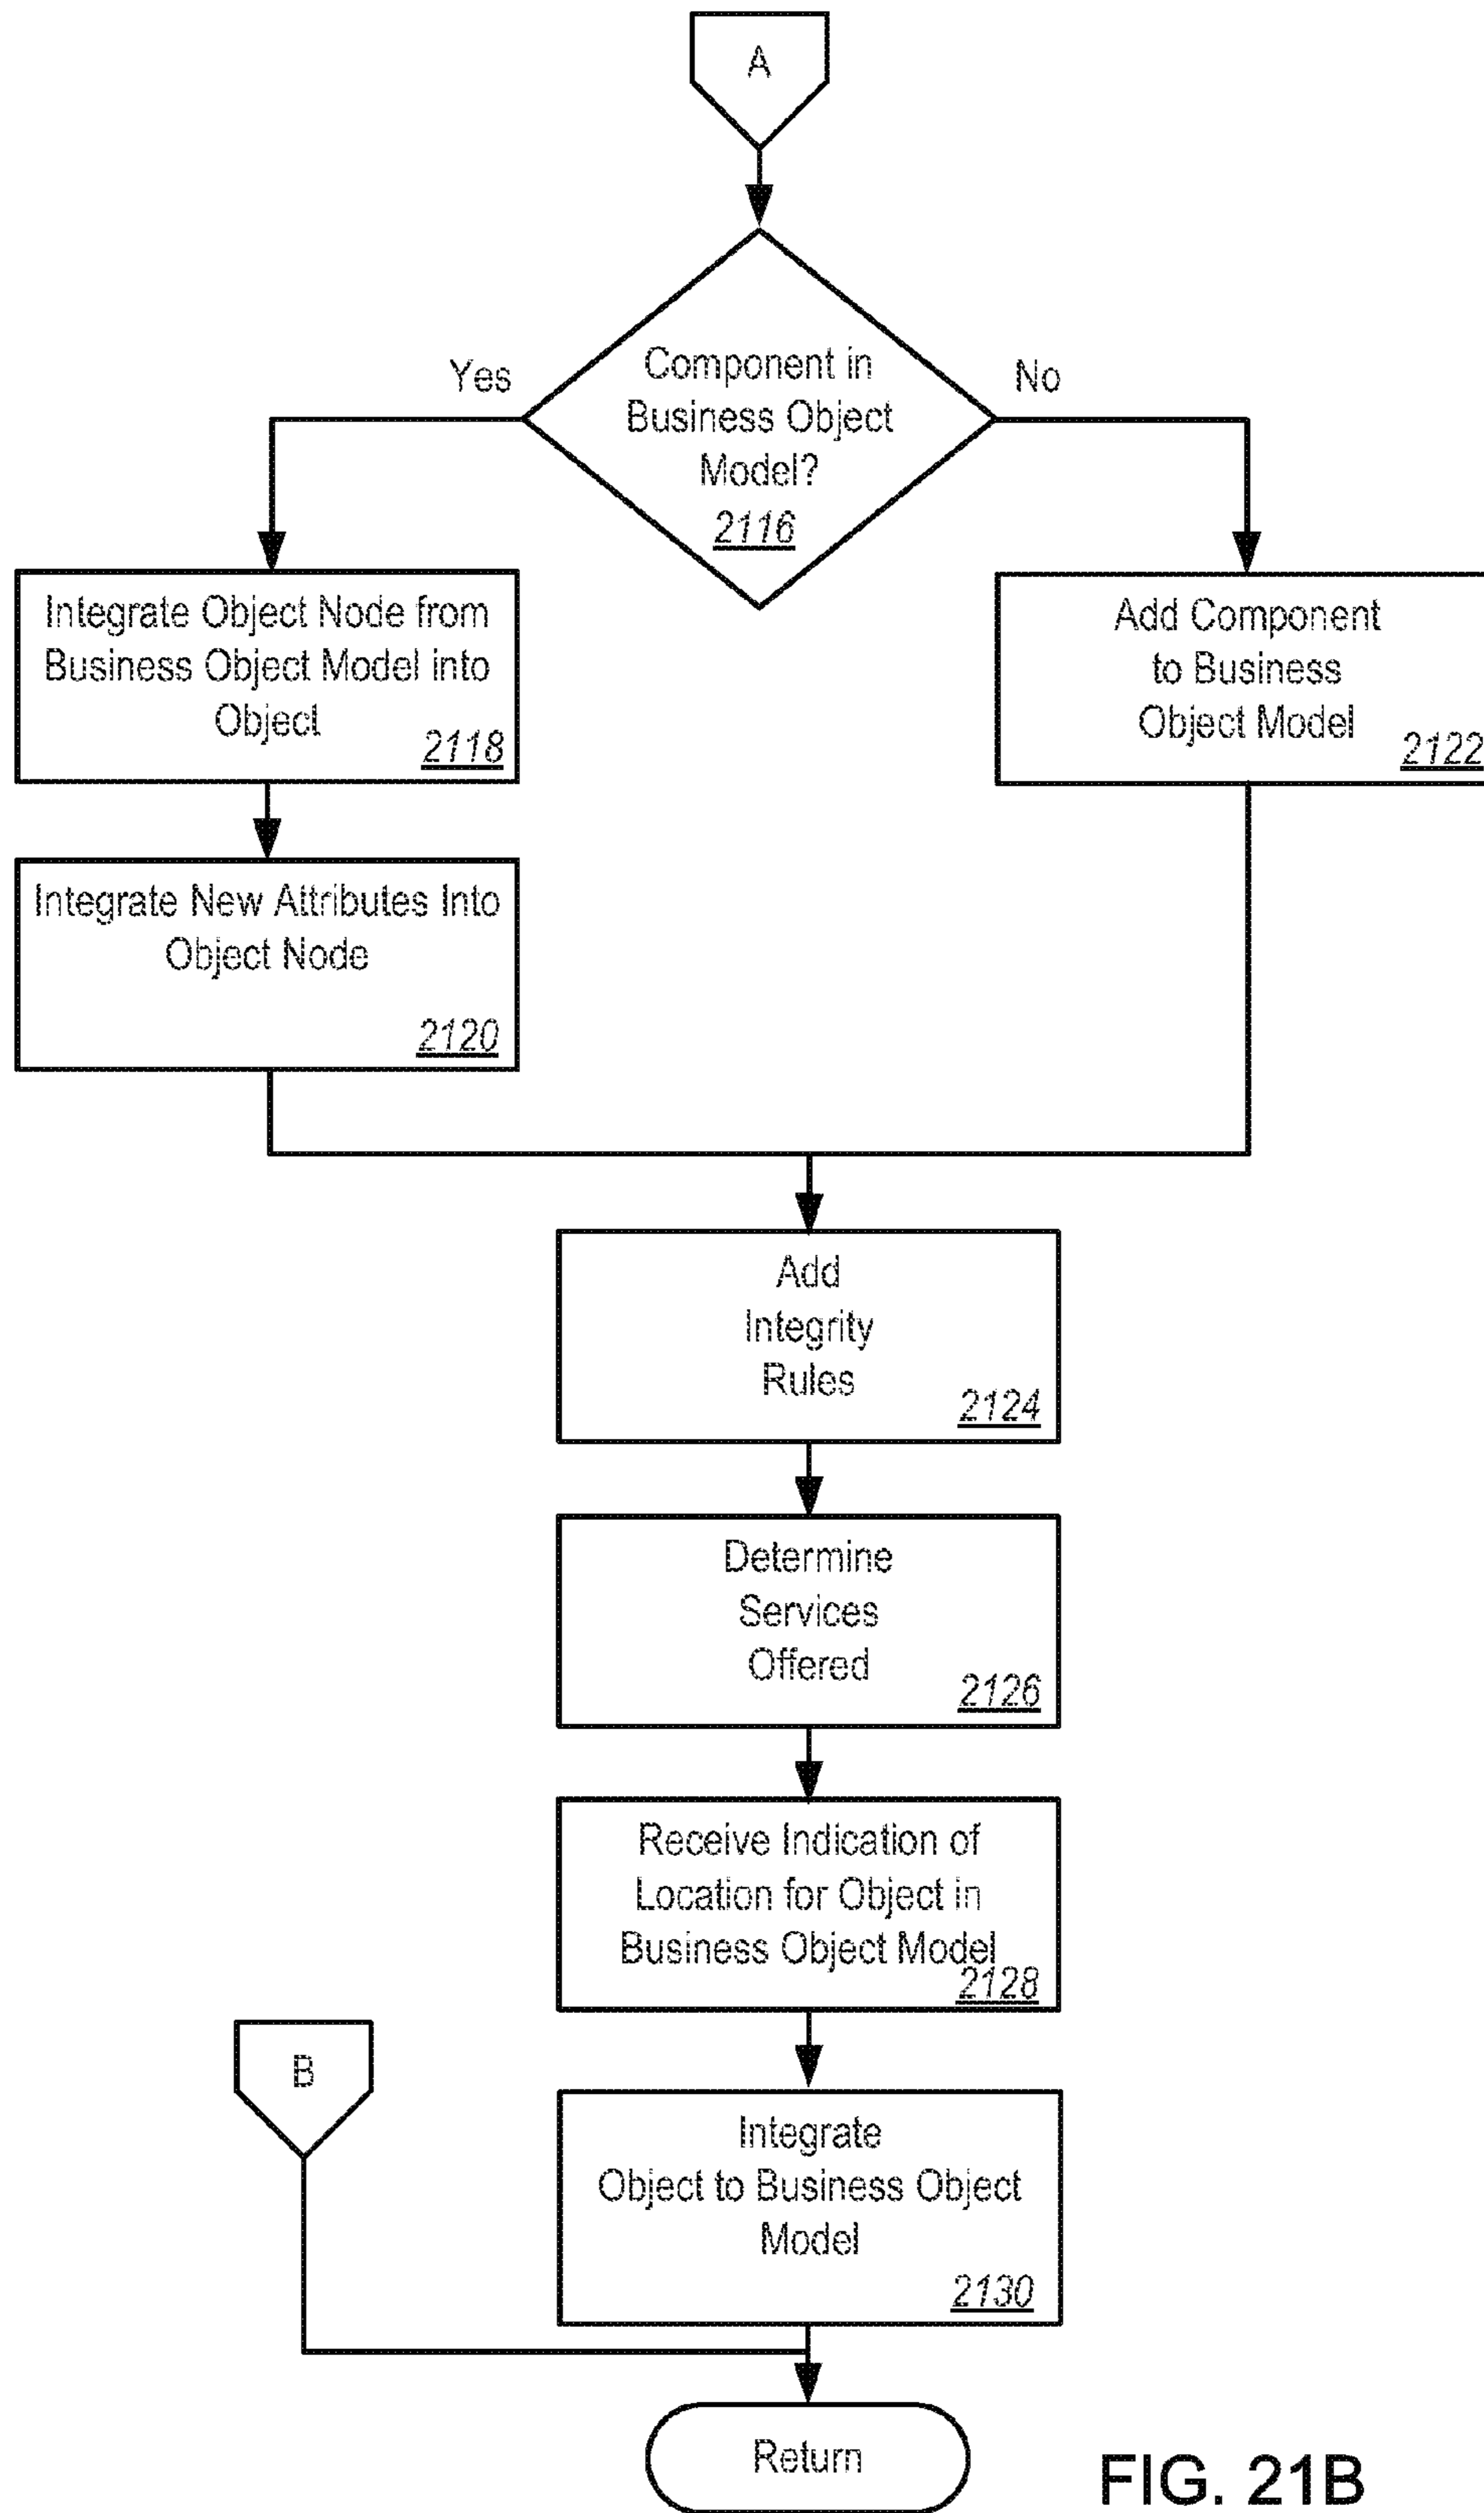 A
Yes
Component in
Business Object
Model?
2116
No
Integrate Object Node from
Business Object Model into
Object
2118
Add Component
to Business
Object Model
2122
Integrate New Attributes Into
Object Node
2120
Add
Integrity
Rules
2124
Determine
Services
Offered
2126
Receive Indication of
Location for Object in
Business Object Model
2128
B
Integrate
Object to Business Object
Model
2130
Return
FIG. 21B